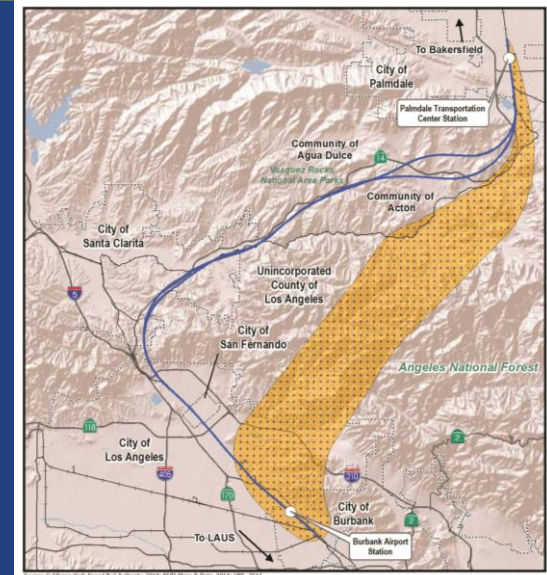 To Bakersfield
City of
Palmdale
Palmdale Transportation
Center Station
Community of
Agua Dulce
14
Vasquez Rocks
National Area Parks
Community of
Acton
City of
Santa Clarita
Unincorporated
County of
Los Angeles
5
City of
San Fernando
Angeles National Forest
118
2
City of
Los Angeles
405
210
170
City of
Burbank
2
To LAUS
Burbank Airport
Station